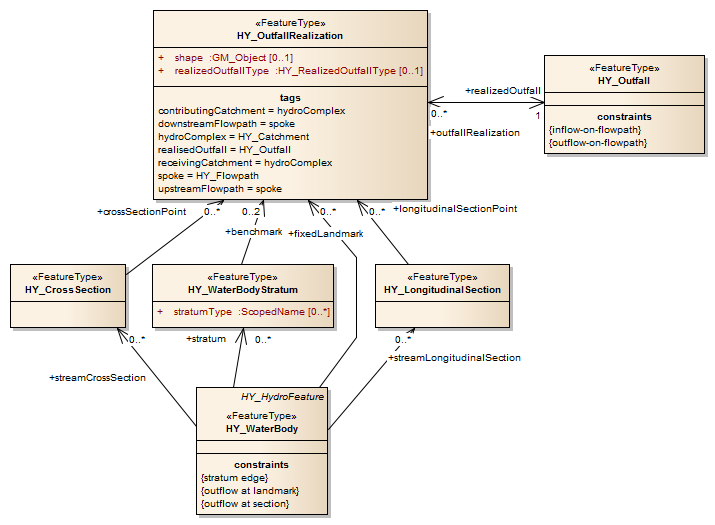 «FeatureType»
HY_OutfallRealization
+ shape :GM_Object [0..1]
+ realizedOutfallType :HY_RealizedOutfallType [0..1]
tags
contributingCatchment = hydroComplex
downstreamFlowpath = spoke
hydroComplex = HY_Catchment
realisedOutfall = HY_Outfall
receivingCatchment = hydroComplex
spoke = HY_Flowpath
upstreamFlowpath = spoke
+realizedOutfall
0..*
1
+outfallRealization
«FeatureType»
HY_Outfall
constraints
{inflow-on-flowpath}
{outflow-on-flowpath}
+crossSectionPoint
0..*
0..2
+benchmark
0..*
+fixedLandmark
0..*
+longitudinalSectionPoint
«FeatureType»
HY_CrossSection
«FeatureType»
HY_WaterBodyStratum
+ stratumType :ScopedName [0..*]
«FeatureType»
HY_LongitudinalSection
0..*
+streamCrossSection
+stratum
0..*
0..*
+streamLongitudinalSection
HY_HydroFeature
«FeatureType»
HY_WaterBody
constraints
{stratum edge}
{outflow at landmark}
{outflow at section}